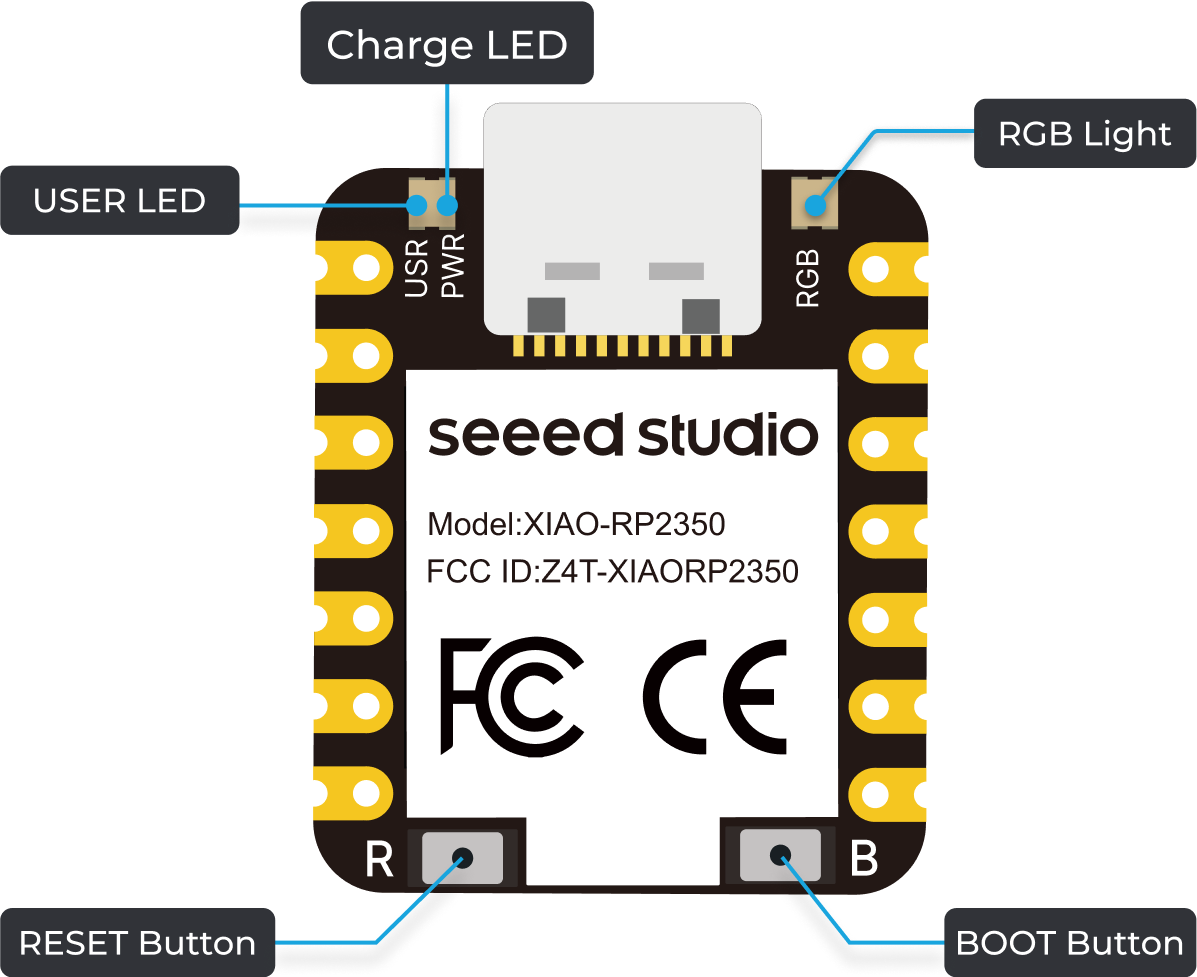 Charge LED
RGB Light
USER LED
USR
PWR
RGB
seeed studio
Model:XIAO-RP2350
FCC ID:Z4T-XIAORP2350
FC CE
R
B
RESET Button
BOOT Button